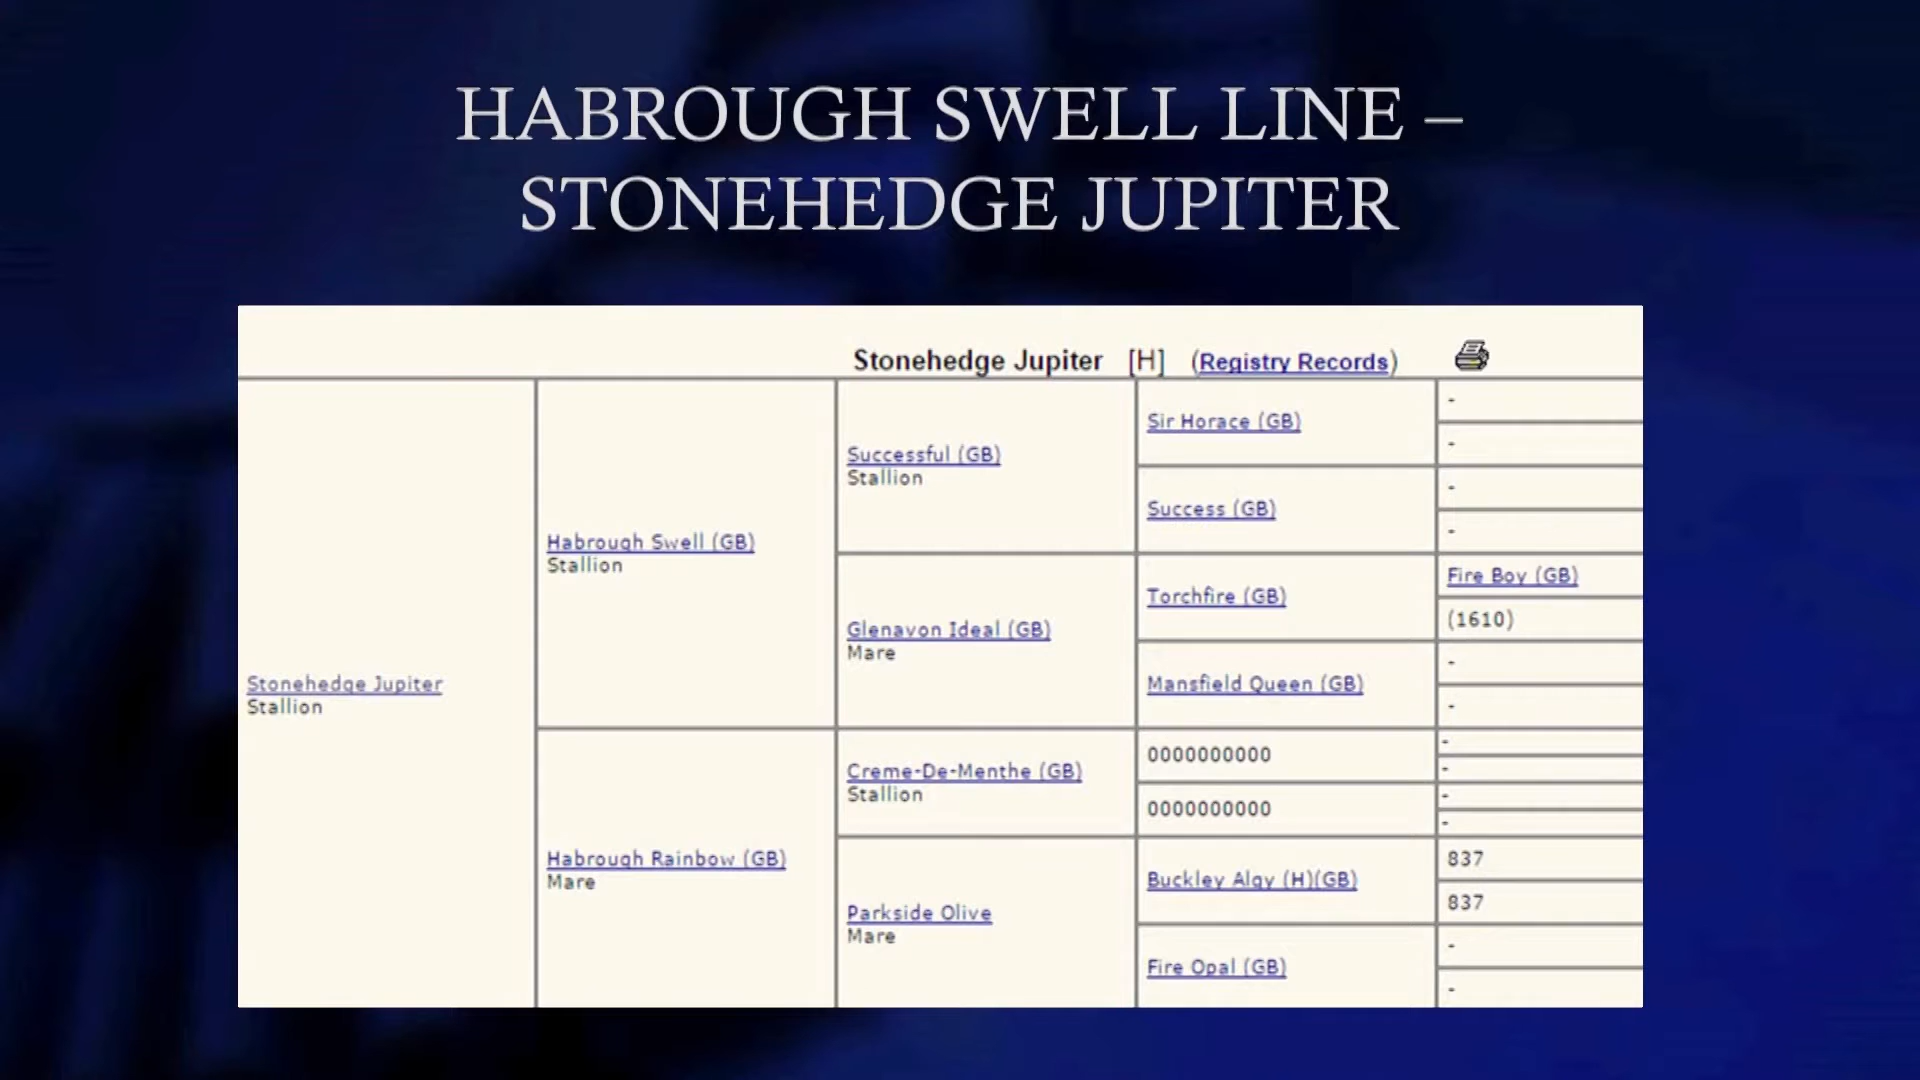 HABROUGH SWELL LINE –
STONEHEDGE JUPITER
Stonehedge Jupiter [H] (Registry Records)
Stonehedge Jupiter
Stallion
Habrough Swell (GB)
Stallion
Habrough Rainbow (GB)
Mare
Successful (GB)
Stallion
Glenavon Ideal (GB)
Mare
Creme-De-Menthe (GB)
Stallion
Parkside Olive
Mare
Sir Horace (GB)
Success (GB)
Torchfire (GB)
Mansfield Queen (GB)
0000000000
0000000000
Buckley Algy (H)(GB)
Fire Opal (GB)
-
-
-
-
Fire Boy (GB)
(1610)
-
-
-
-
-
-
837
837
-
-